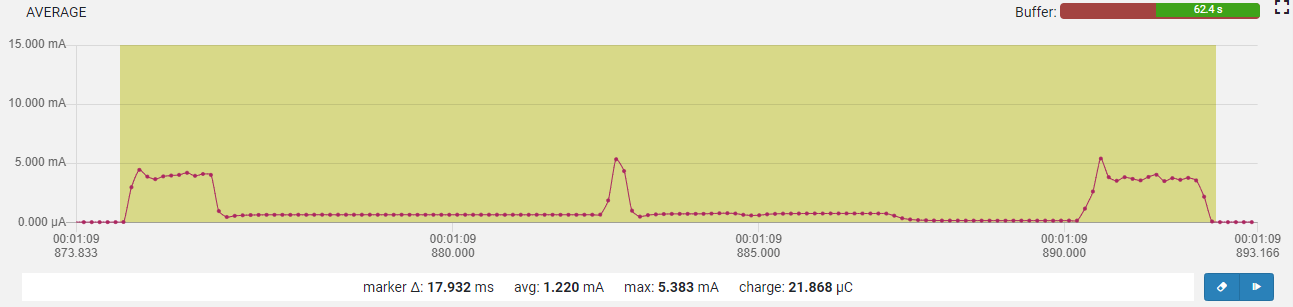 AVERAGE
Buffer: 62.4 s
15.000 mA
10.000 mA
5.000 mA
0.000 µA
00:01:09 00:01:09 00:01:09 00:01:09 00:01:09
873.833 880.000 885.000 890.000 893.166
marker Δ: 17.932 ms avg: 1.220 mA max: 5.383 mA charge: 21.868 µC